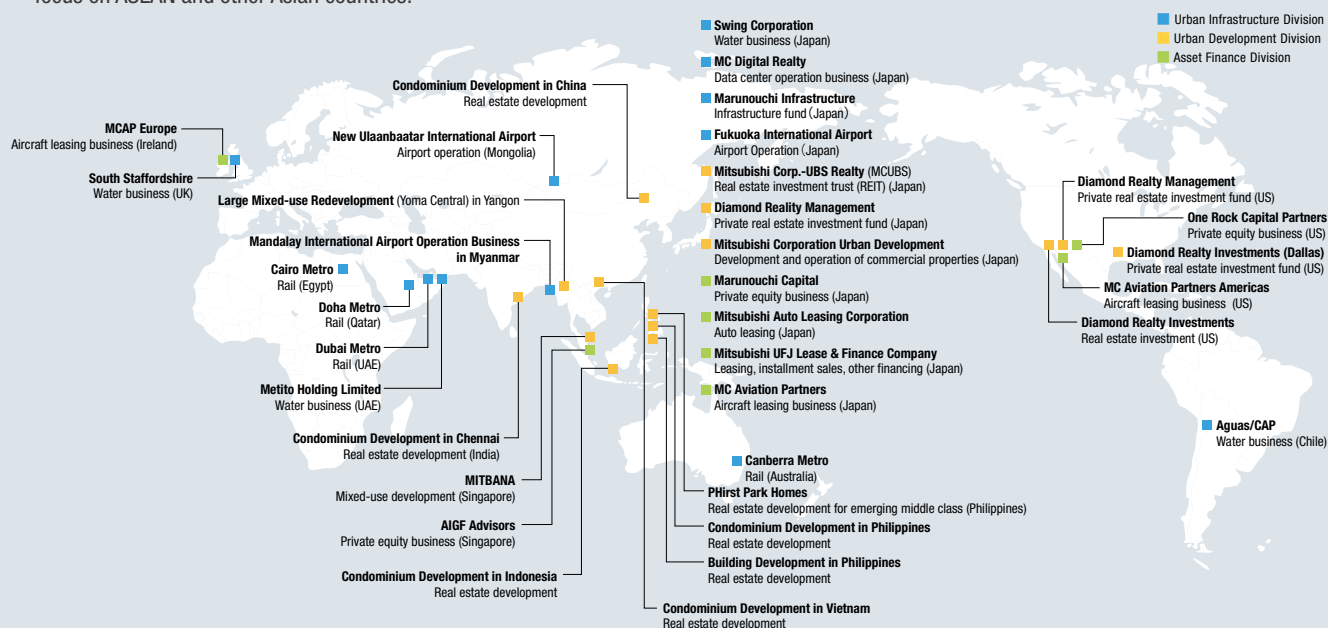 focus on ASEAN and other Asian countries.
Urban Infrastructure Division
Urban Development Division
Asset Finance Division
Swing Corporation
Water business (Japan)
MC Digital Realty
Data center operation business (Japan)
Marunouchi Infrastructure
Infrastructure fund (Japan)
Fukuoka International Airport
Airport Operation (Japan)
Mitsubishi Corp.-UBS Realty (MCUBS)
Real estate investment trust (REIT) (Japan)
Diamond Reality Management
Private real estate investment fund (Japan)
Mitsubishi Corporation Urban Development
Development and operation of commercial properties (Japan)
Marunouchi Capital
Private equity business (Japan)
Mitsubishi Auto Leasing Corporation
Auto leasing (Japan)
Mitsubishi UFJ Lease & Finance Company
Leasing, installment sales, other financing (Japan)
MC Aviation Partners
Aircraft leasing business (Japan)
Condominium Development in China
Real estate development
MCAP Europe
Aircraft leasing business (Ireland)
New Ulaanbaatar International Airport
Airport operation (Mongolia)
South Staffordshire
Water business (UK)
Large Mixed-use Redevelopment (Yoma Central) in Yangon
Mandalay International Airport Operation Business
in Myanmar
Cairo Metro
Rail (Egypt)
Doha Metro
Rail (Qatar)
Dubai Metro
Rail (UAE)
Metito Holding Limited
Water business (UAE)
Condominium Development in Chennai
Real estate development (India)
MITBANA
Mixed-use development (Singapore)
AIGF Advisors
Private equity business (Singapore)
Condominium Development in Indonesia
Real estate development
Canberra Metro
Rail (Australia)
PHirst Park Homes
Real estate development for emerging middle class (Philippines)
Condominium Development in Philippines
Real estate development
Building Development in Philippines
Real estate development
Condominium Development in Vietnam
Real estate development
Diamond Realty Management
Private real estate investment fund (US)
One Rock Capital Partners
Private equity business (US)
Diamond Realty Investments (Dallas)
Private real estate investment fund (US)
MC Aviation Partners Americas
Aircraft leasing business (US)
Diamond Realty Investments
Real estate investment (US)
Aguas/CAP
Water business (Chile)